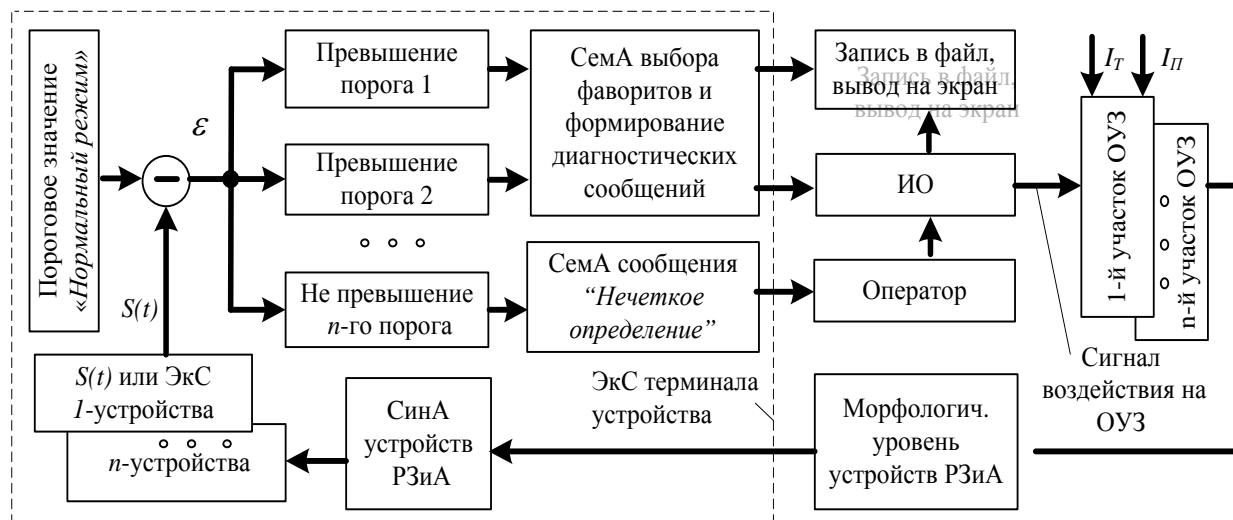 Пороговое значение
«Нормальный режим»
ε
S(t)
Превышение
порога 1
Превышение
порога 2
Не превышение
n-го порога
СемА выбора
фаворитов и
формирование
диагностических
сообщений
СемА сообщения
“Нечеткое
определение”
Запись в файл,
вывод на экран
Запись в файл,
вывод на экран
ИО
Оператор
I_T
I_П
1-й участок ОУЗ
n-й участок ОУЗ
Сигнал
воздействия на
ОУЗ
S(t) или ЭкС
1-устройства
n-устройства
СинА
устройств
РЗиА
ЭкС терминала
устройства
Морфологич.
уровень
устройств РЗиА